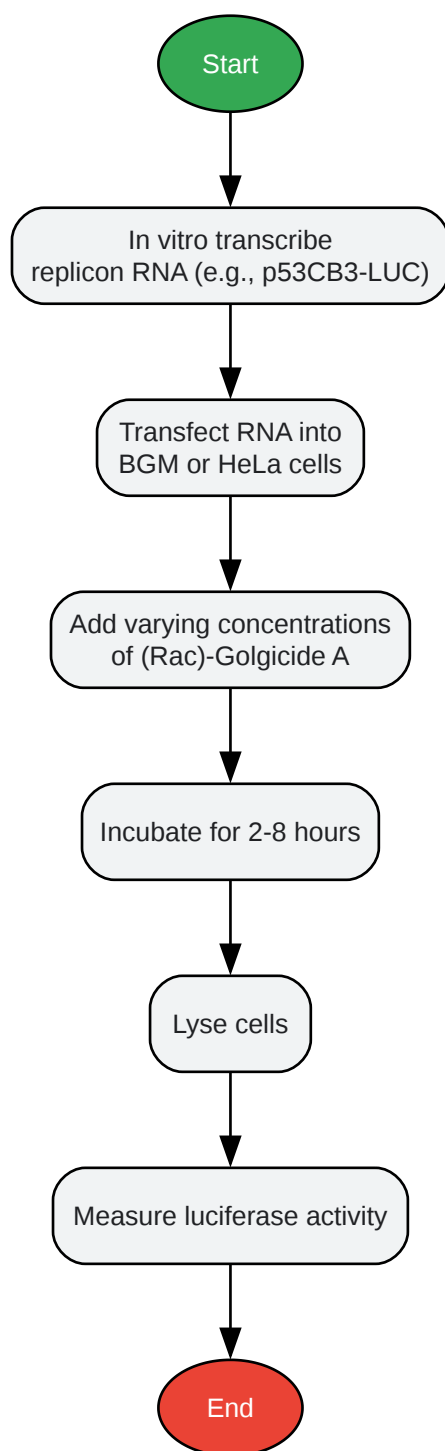 Start
In vitro transcribe
replicon RNA (e.g., p53CB3-LUC)
Transfect RNA into
BGM or HeLa cells
Add varying concentrations
of (Rac)-Golgicide A
Incubate for 2-8 hours
Lyse cells
Measure luciferase activity
End